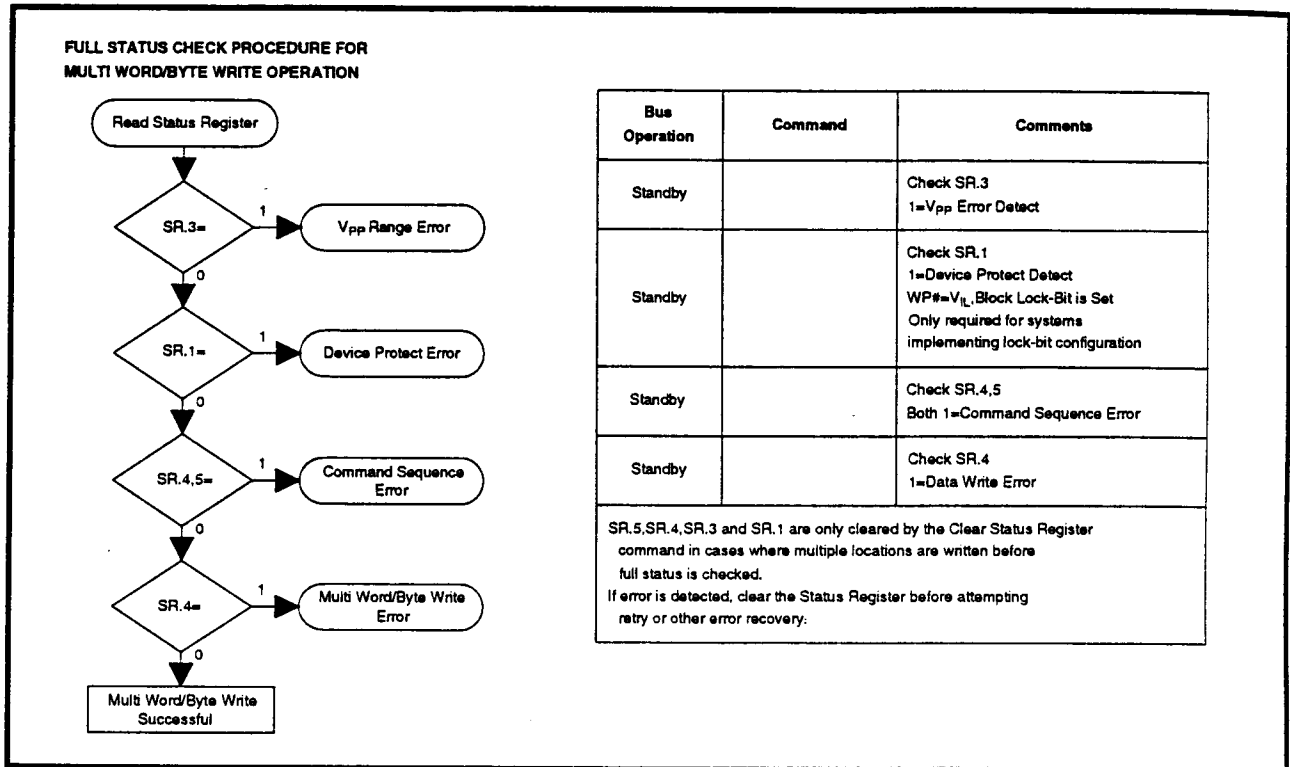 FULL STATUS CHECK PROCEDURE FOR
MULTI WORD/BYTE WRITE OPERATION
Read Status Register
SR.3=
1
VPP Range Error
0
SR.1=
1
Device Protect Error
0
SR.4,5=
1
Command Sequence
Error
0
SR.4=
1
Multi Word/Byte Write
Error
0
Multi Word/Byte Write
Successful
Bus
Operation
Command
Comments
Standby
Check SR.3
1=VPP Error Detect
Standby
Check SR.1
1=Device Protect Detect
WP#=VIL,Block Lock-Bit is Set
Only required for systems
implementing lock-bit configuration
Standby
Check SR.4,5
Both 1=Command Sequence Error
Standby
Check SR.4
1=Data Write Error
SR.5,SR.4,SR.3 and SR.1 are only cleared by the Clear Status Register
command in cases where multiple locations are written before
full status is checked.
If error is detected, clear the Status Register before attempting
retry or other error recovery.